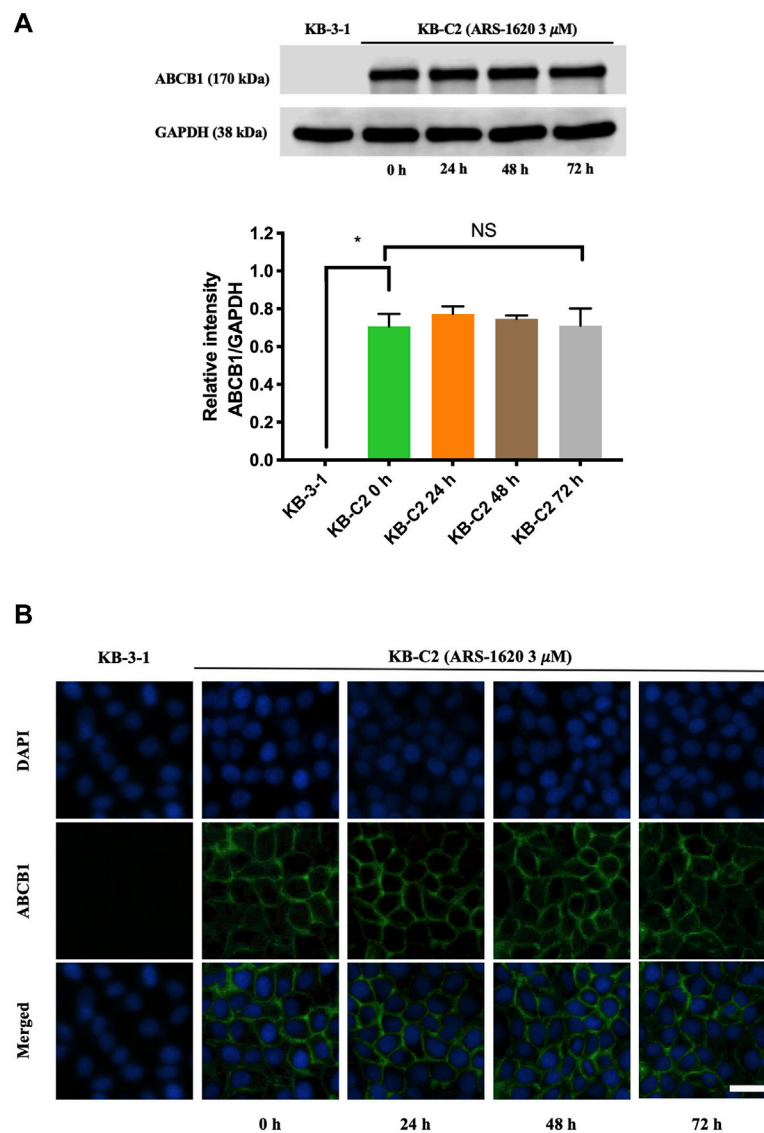 A
KB-3-1 KB-C2 (ARS-1620 3 μM)
ABCB1 (170 kDa)
GAPDH (38 kDa)
0 h 24 h 48 h 72 h
NS
*
Relative intensity
ABCB1/GAPDH
1.2
1.0
0.8
0.6
0.4
0.2
0.0
KB-3-1
KB-C2 0 h
KB-C2 24 h
KB-C2 48 h
KB-C2 72 h
B
KB-3-1 KB-C2 (ARS-1620 3 μM)
DAPI
ABCB1
Merged
0 h 24 h 48 h 72 h